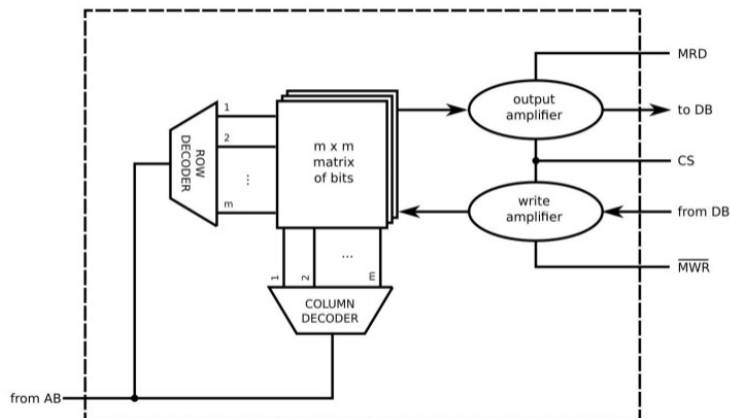 MRD
output
amplifier
to DB
CS
write
amplifier
from DB
MWR
1
2
...
m
ROW
DECODER
m x m
matrix
of bits
1
2
...
m
COLUMN
DECODER
from AB